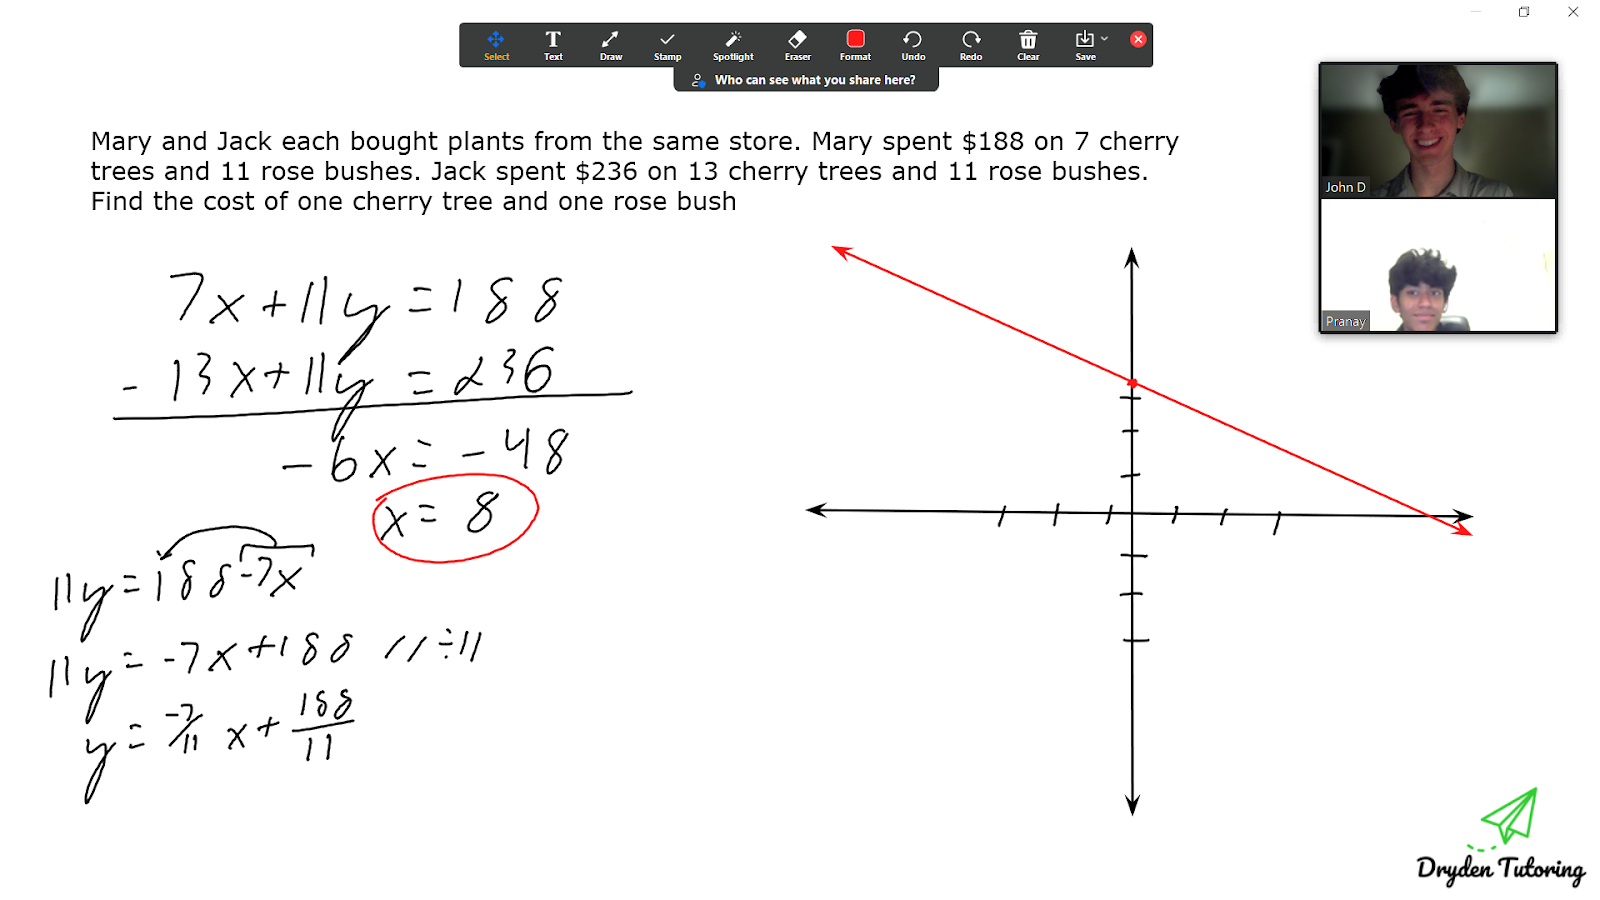 Select Text Draw Stamp Spotlight Eraser Format Undo Redo Clear Save
Who can see what you share here?
Mary and Jack each bought plants from the same store. Mary spent $188 on 7 cherry
trees and 11 rose bushes. Jack spent $236 on 13 cherry trees and 11 rose bushes.
Find the cost of one cherry tree and one rose bush
John D
Pranay
7x+11y=188
- 13x+11y=236
-6x=-48
x=8
11y=188-7x
11y=-7x+188 // ÷11
y=-7/11 x+188/11
Dryden Tutoring